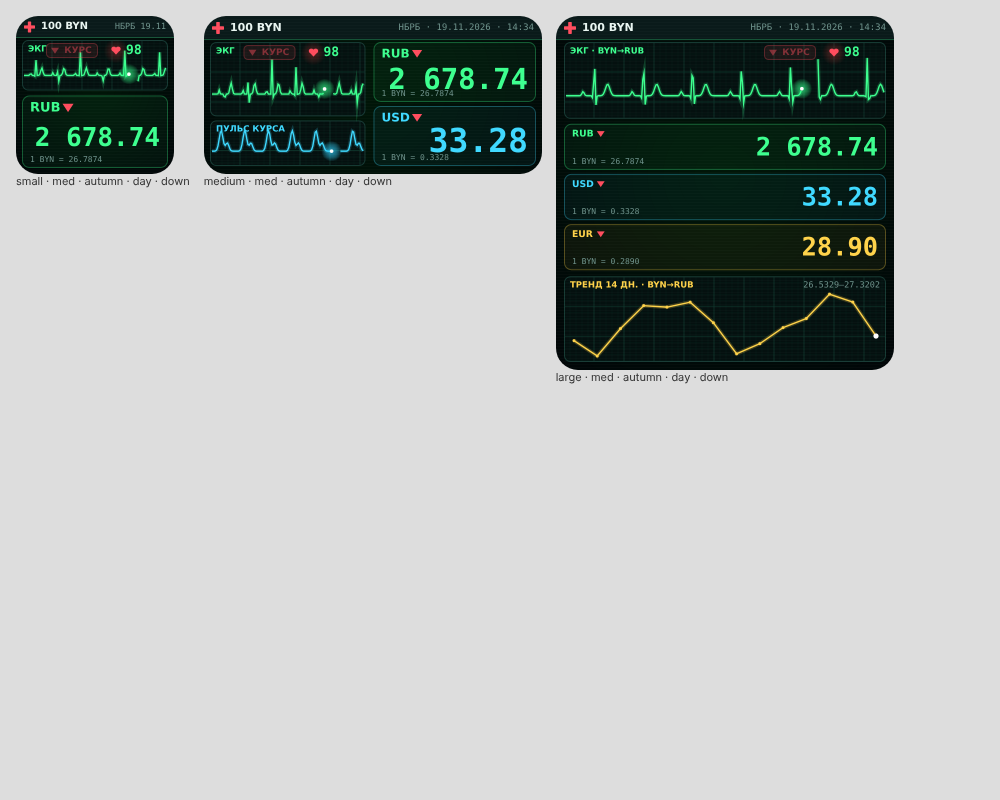 100 BYN
НБРБ 19.11
ЭКГ
КУРС
98
RUB
2 678.74
1 BYN = 26.7874
small · med · autumn · day · down
100 BYN
НБРБ · 19.11.2026 · 14:34
ЭКГ
КУРС
98
ПУЛЬС КУРСА
RUB
2 678.74
1 BYN = 26.7874
USD
33.28
1 BYN = 0.3328
medium · med · autumn · day · down
100 BYN
НБРБ · 19.11.2026 · 14:34
ЭКГ · BYN→RUB
КУРС
98
RUB
2 678.74
1 BYN = 26.7874
USD
33.28
1 BYN = 0.3328
EUR
28.90
1 BYN = 0.2890
ТРЕНД 14 ДН. · BYN→RUB
26.5329–27.3202
large · med · autumn · day · down